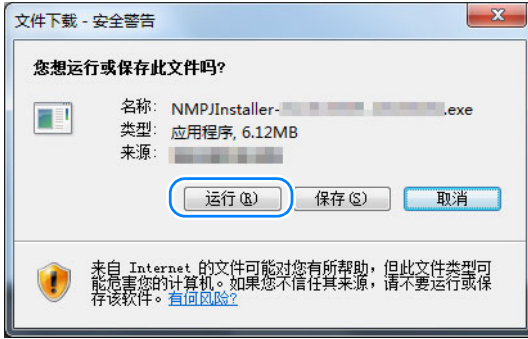 文件下载 - 安全警告
您想运行或保存此文件吗?
名称: NMPJInstaller- .exe
类型: 应用程序, 6.12MB
来源:
运行(R) 保存(S) 取消
来自 Internet 的文件可能对您有所帮助，但此文件类型可
能危害您的计算机。如果您不信任其来源，请不要运行或保
存该软件。有何风险?